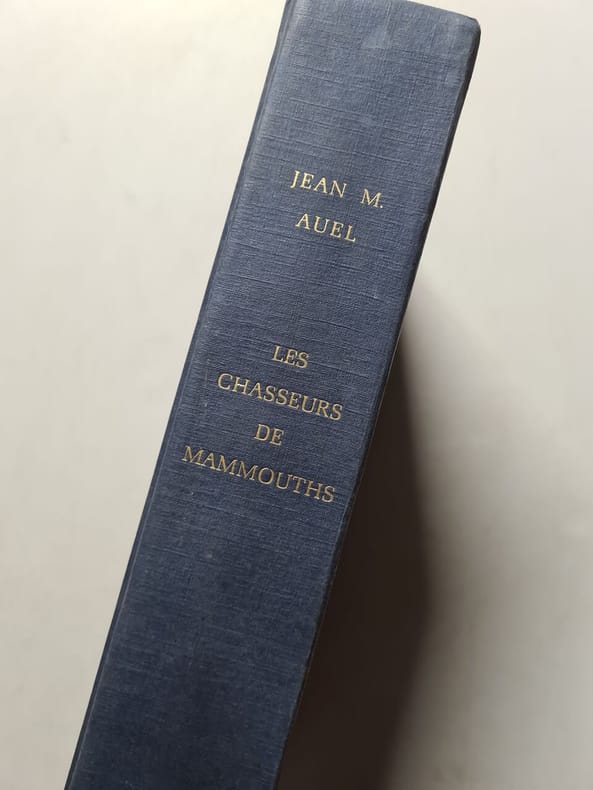 JEAN M.
AUEL
LES
CHASSEURS
DE
MAMMOUTHS